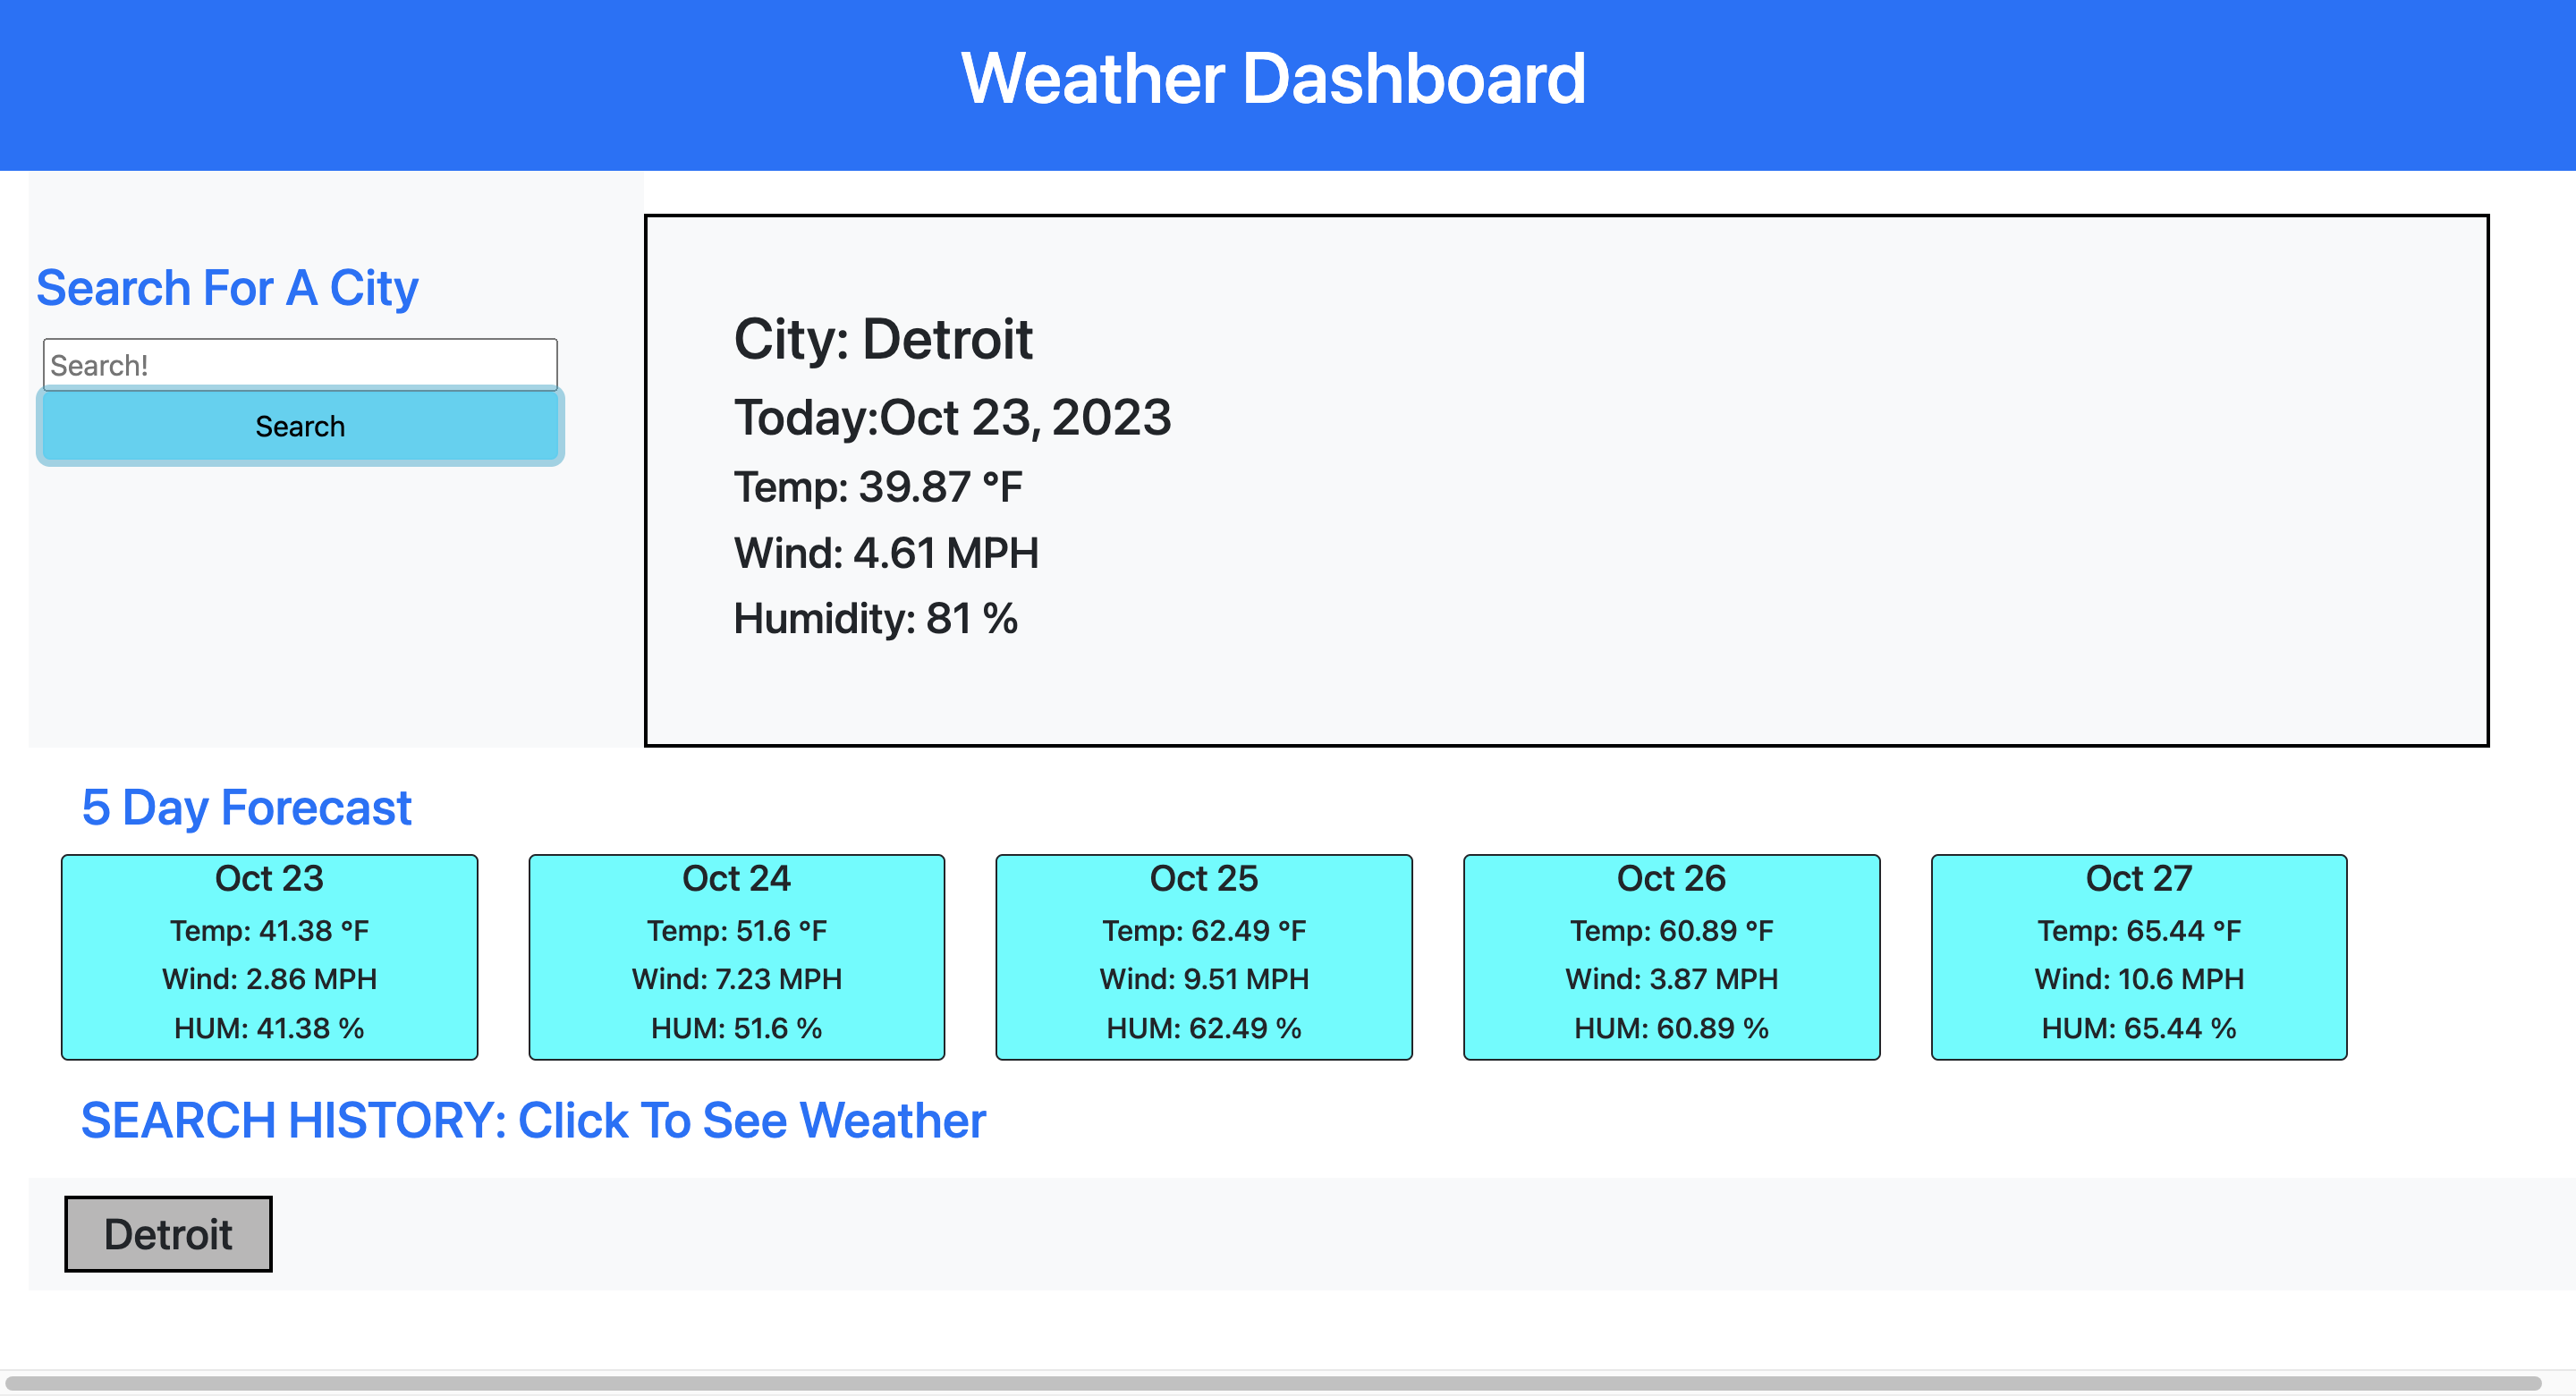 Weather Dashboard
Search For A City
Search!
Search
City: Detroit
Today:Oct 23, 2023
Temp: 39.87 °F
Wind: 4.61 MPH
Humidity: 81 %
5 Day Forecast
Oct 23
Temp: 41.38 °F
Wind: 2.86 MPH
HUM: 41.38 %
Oct 24
Temp: 51.6 °F
Wind: 7.23 MPH
HUM: 51.6 %
Oct 25
Temp: 62.49 °F
Wind: 9.51 MPH
HUM: 62.49 %
Oct 26
Temp: 60.89 °F
Wind: 3.87 MPH
HUM: 60.89 %
Oct 27
Temp: 65.44 °F
Wind: 10.6 MPH
HUM: 65.44 %
SEARCH HISTORY: Click To See Weather
Detroit